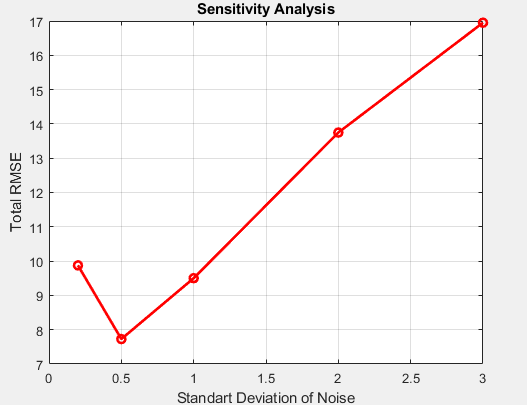 Sensitivity Analysis
17
16
15
14
13
12
11
10
9
8
7
Total RMSE
0 0.5 1 1.5 2 2.5 3
Standart Deviation of Noise